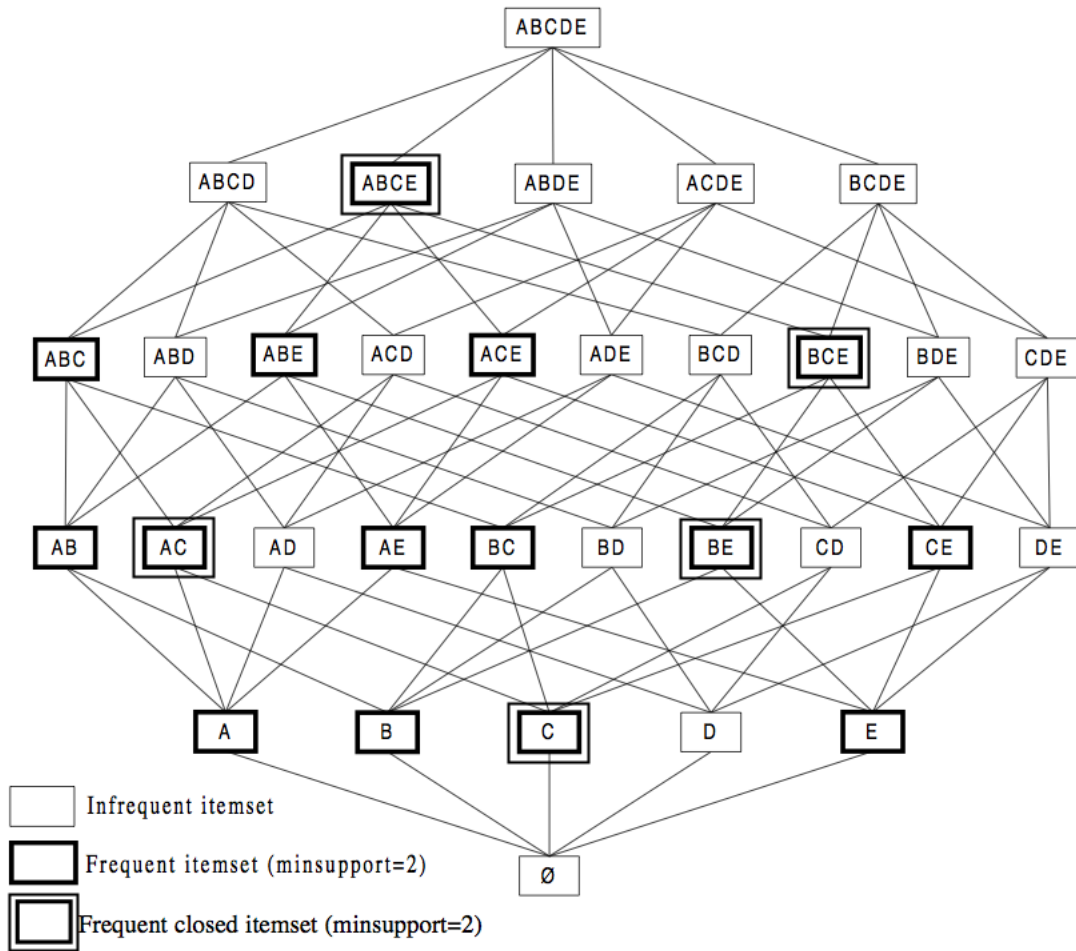 ABCDE
ABCD ABCE ABDE ACDE BCDE
ABC ABD ABE ACD ACE ADE BCD BCE BDE CDE
AB AC AD AE BC BD BE CD CE DE
A B C D E
Infrequent itemset
Frequent itemset (minsupport=2)
Ø
Frequent closed itemset (minsupport=2)